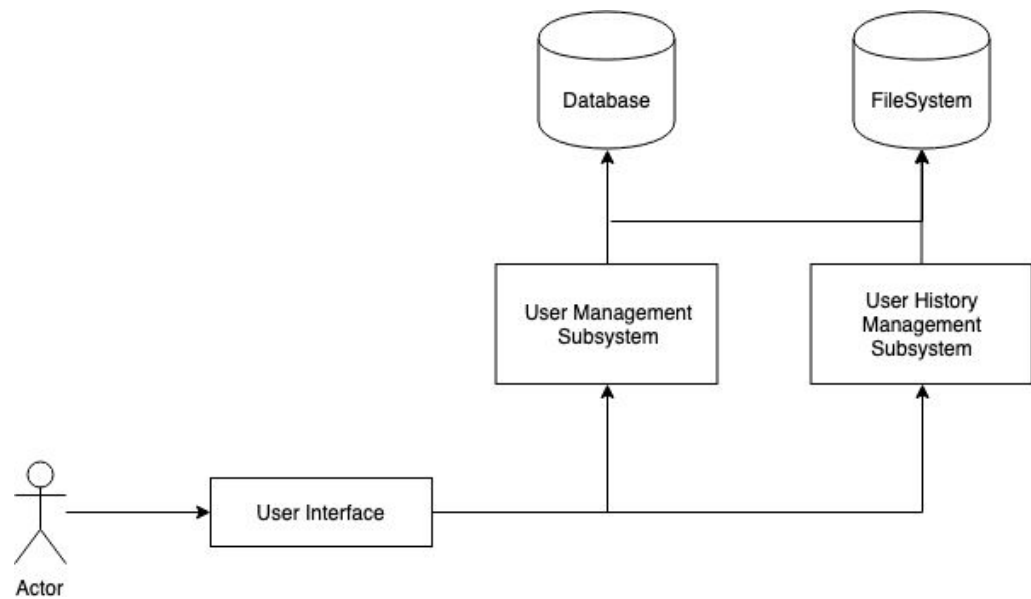 Database
FileSystem
User Management
Subsystem
User History
Management
Subsystem
User Interface
Actor